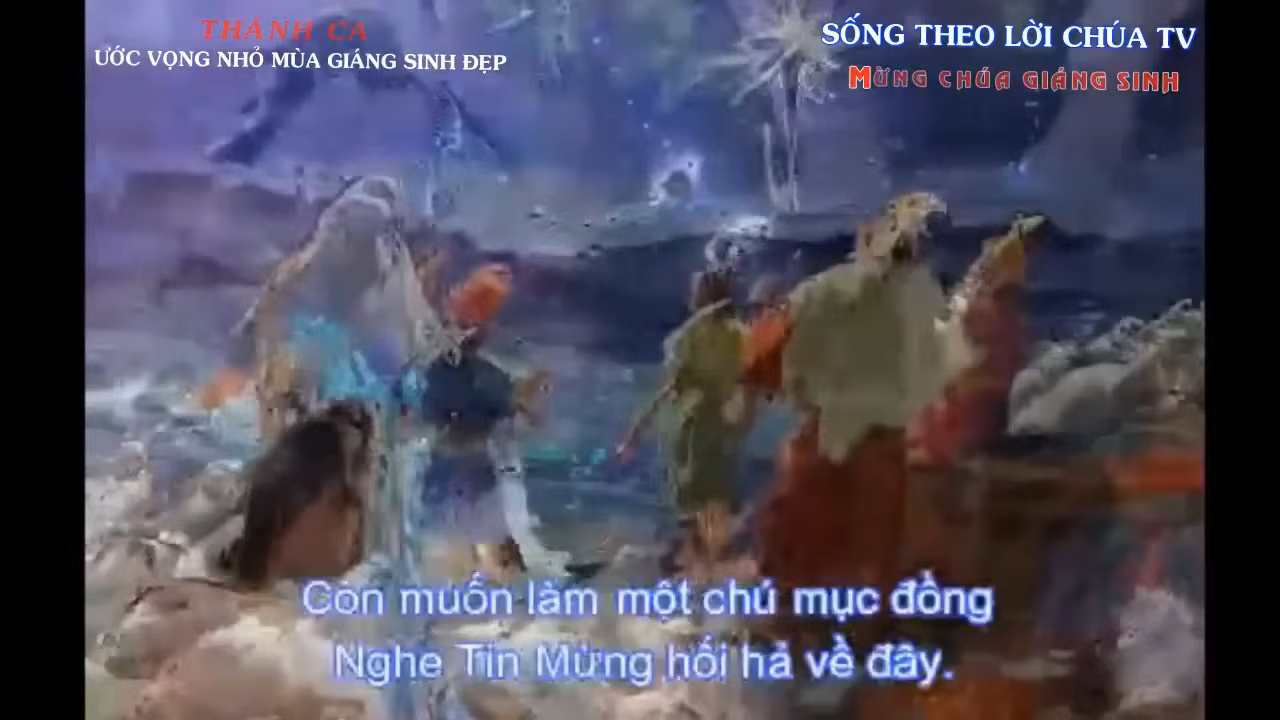 THÁNH CA
ƯỚC VỌNG NHỎ MÙA GIÁNG SINH ĐẸP
SỐNG THEO LỜI CHÚA TV
MỪNG CHÚA GIÁNG SINH
Còn muốn làm một chú mục đồng
Nghe Tin Mừng hối hả về đây.